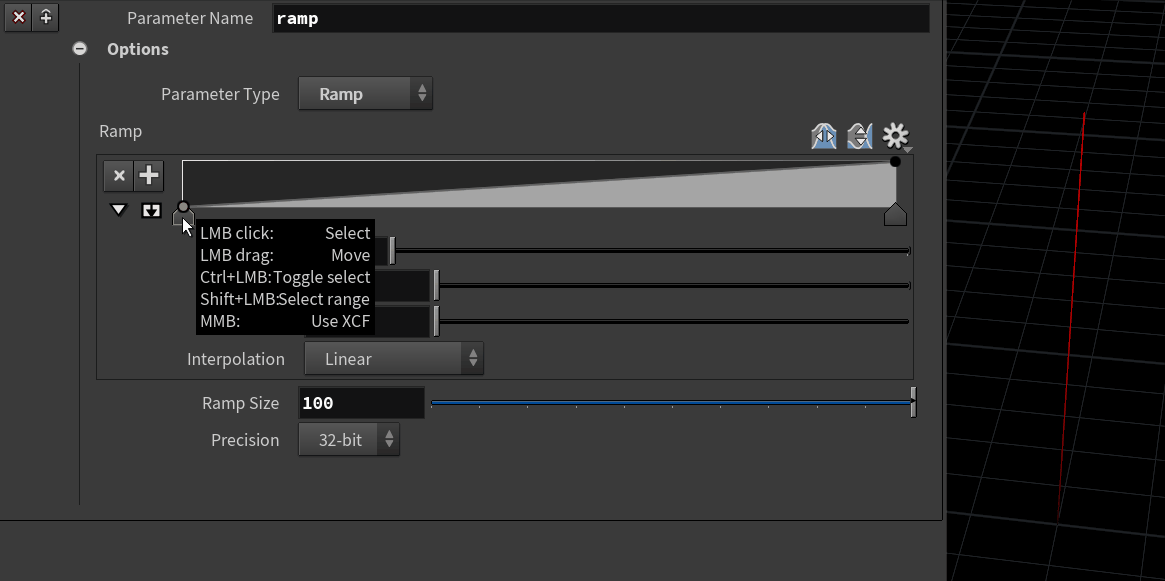 Parameter Name ramp
Options
Parameter Type Ramp
Ramp
LMB click: Select
LMB drag: Move
Ctrl+LMB:Toggle select
Shift+LMB:Select range
MMB: Use XCF
Interpolation Linear
Ramp Size 100
Precision 32-bit